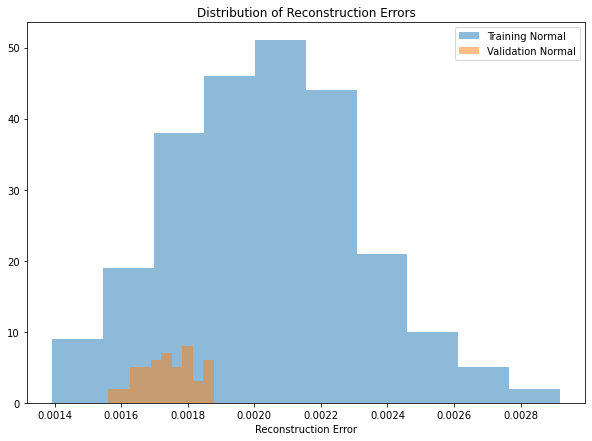 Distribution of Reconstruction Errors
Training Normal
Validation Normal
50
40
30
20
10
0
0.0014 0.0016 0.0018 0.0020 0.0022 0.0024 0.0026 0.0028
Reconstruction Error